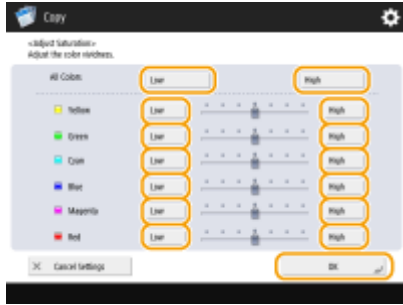 Copy
<Adjust Saturation>
Adjust the color vividness.
All Colors: Low High
Yellow Low High
Green Low High
Cyan Low High
Blue Low High
Magenta Low High
Red Low High
Cancel Settings OK